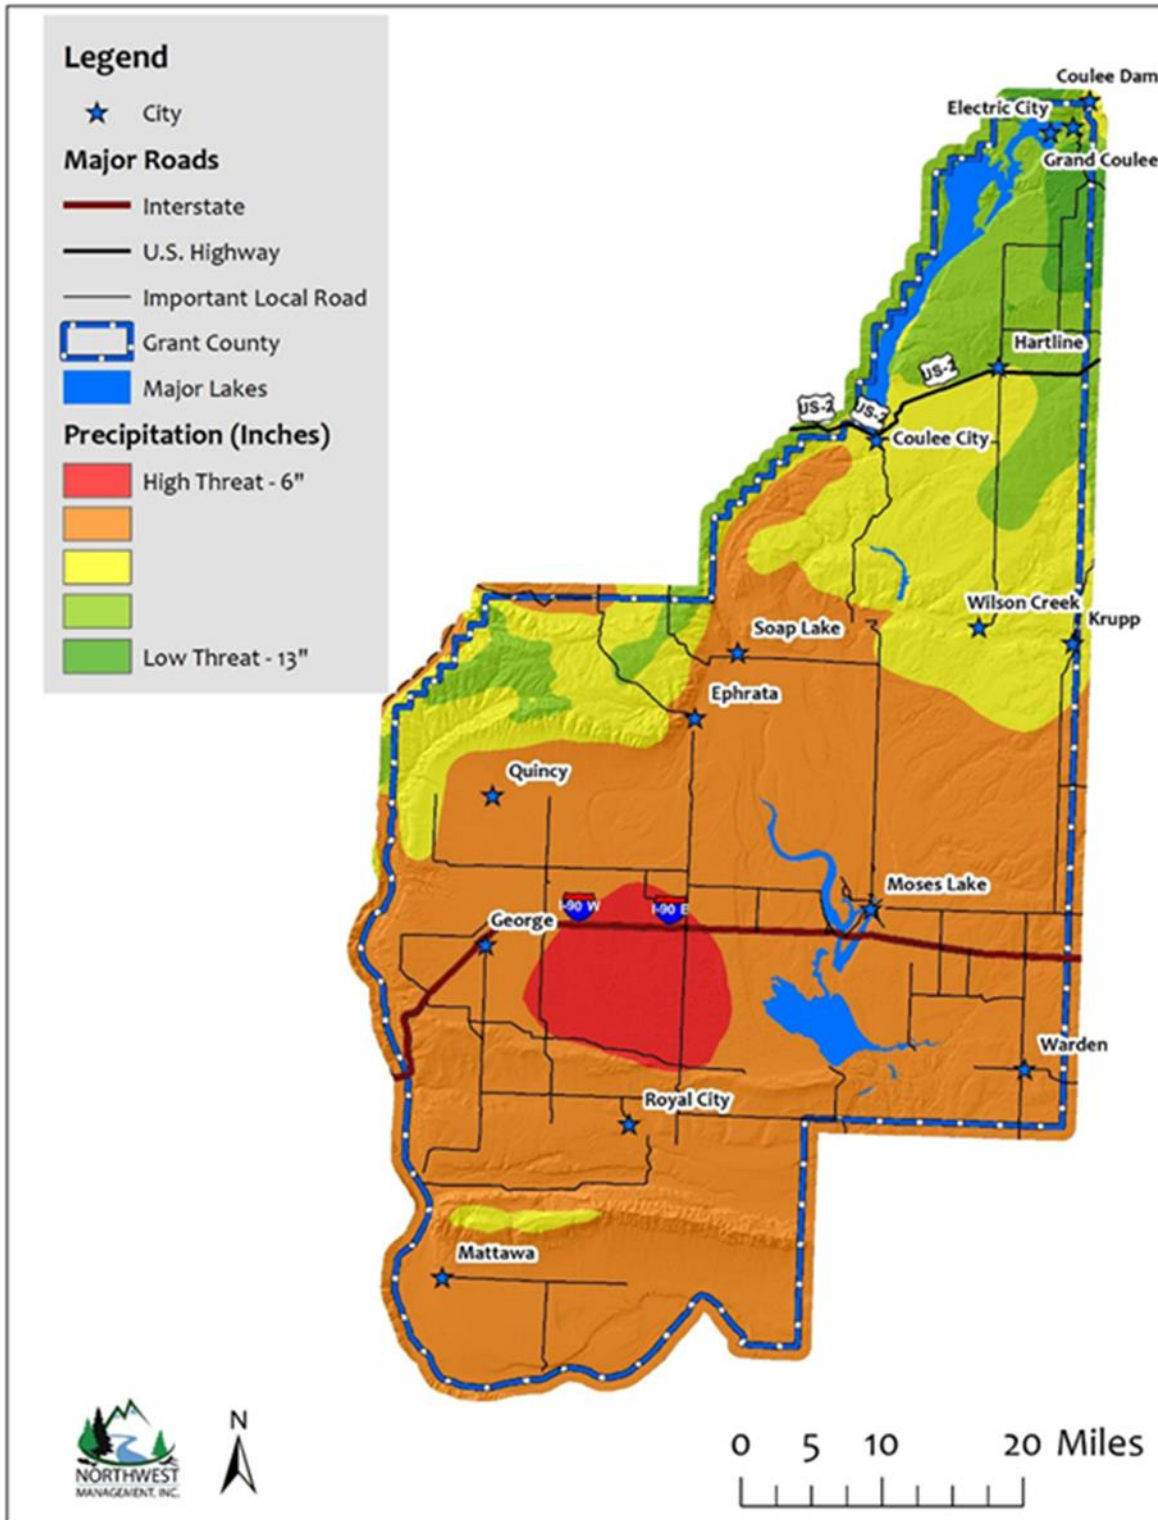 Legend
City
Major Roads
Interstate
U.S. Highway
Important Local Road
Grant County
Major Lakes
Precipitation (Inches)
High Threat - 6"
Low Threat - 13"
Coulee Dam
Electric City
Grand Coulee
Hartline
US-2
US-2
US-2
Coulee City
Wilson Creek
Krupp
Soap Lake
Ephrata
Quincy
Moses Lake
I-90 W
I-90 E
George
Warden
Royal City
Mattawa
NORTHWEST
MANAGEMENT, INC.
N
0 5 10 20 Miles